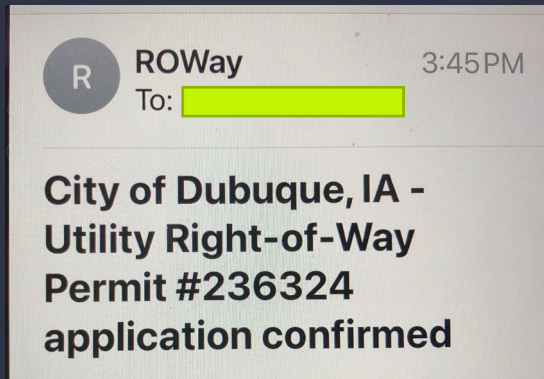 R
ROWay
3:45PM
To:
City of Dubuque, IA -
Utility Right-of-Way
Permit #236324
application confirmed